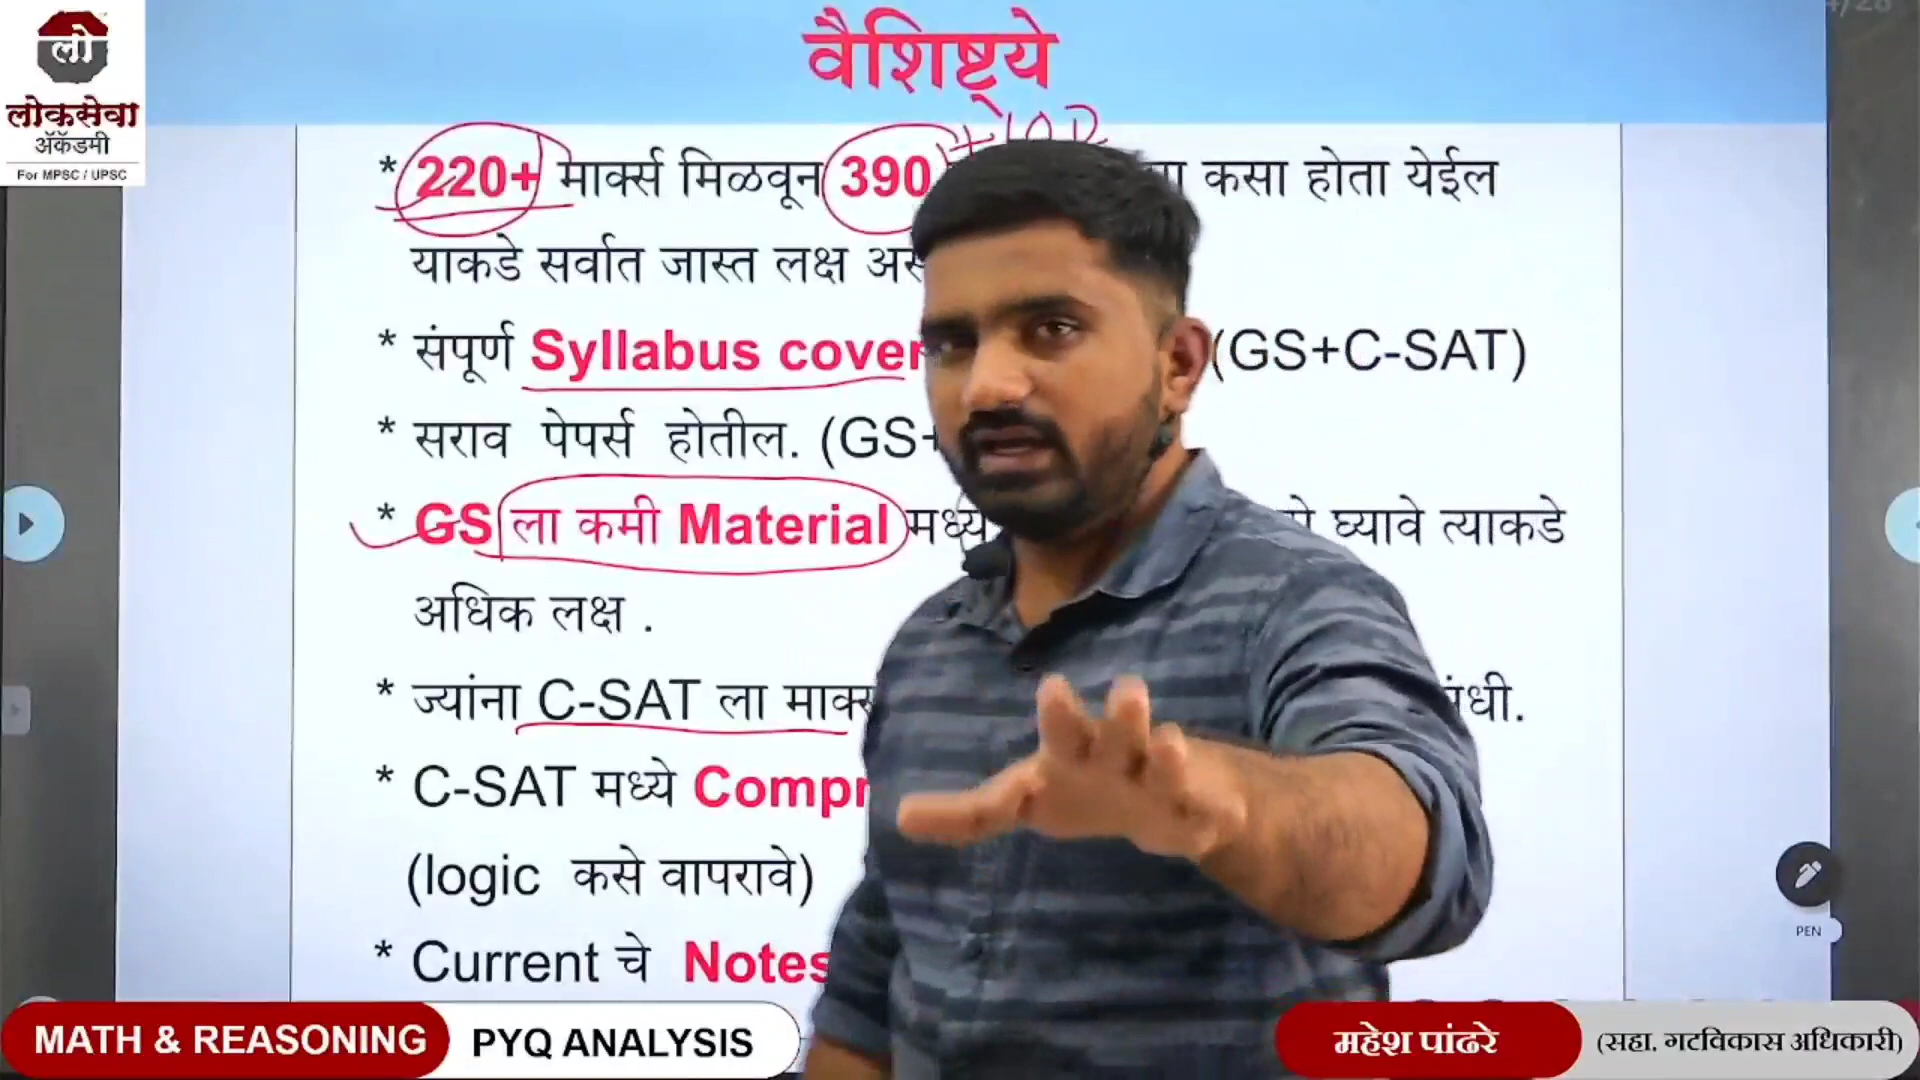 लो
लोकसेवा
ॲकॅडमी
For MPSC / UPSC
वैशिष्ट्ये
* 220+ मार्क्स मिळवून 390 कसा होता येईल
याकडे सर्वात जास्त लक्ष
* संपूर्ण Syllabus cover (GS+C-SAT)
* सराव पेपर्स होतील. (GS+
* GS ला कमी Material मध्ये घ्यावे त्याकडे
अधिक लक्ष .
* ज्यांना C-SAT ला मार्क्स
* C-SAT मध्ये
(logic कसे वापरावे)
* Current चे Notes
PEN
MATH & REASONING PYQ ANALYSIS महेश पांढरे (सहा. गटविकास अधिकारी)